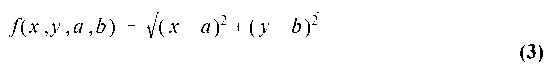 f(x,y,a,b) = √(x - a)² + (y - b)²
(3)